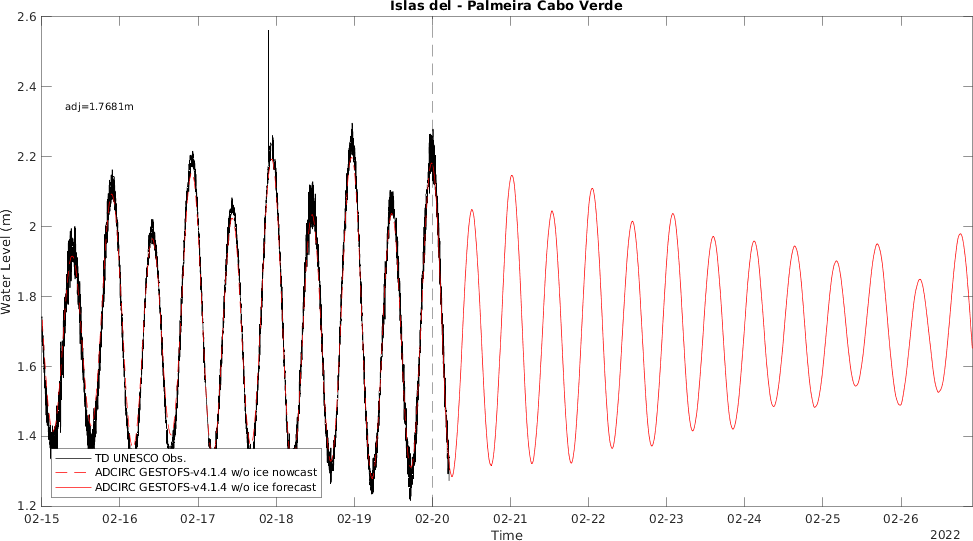 Islas del - Palmeira Cabo Verde
2.6
2.4
adj=1.7681m
2.2
2
Water Level (m)
1.8
1.6
1.4
TD UNESCO Obs.
ADCIRC GESTOFS-v4.1.4 w/o ice nowcast
ADCIRC GESTOFS-v4.1.4 w/o ice forecast
1.2
02-15 02-16 02-17 02-18 02-19 02-20 02-21 02-22 02-23 02-24 02-25 02-26
Time
2022